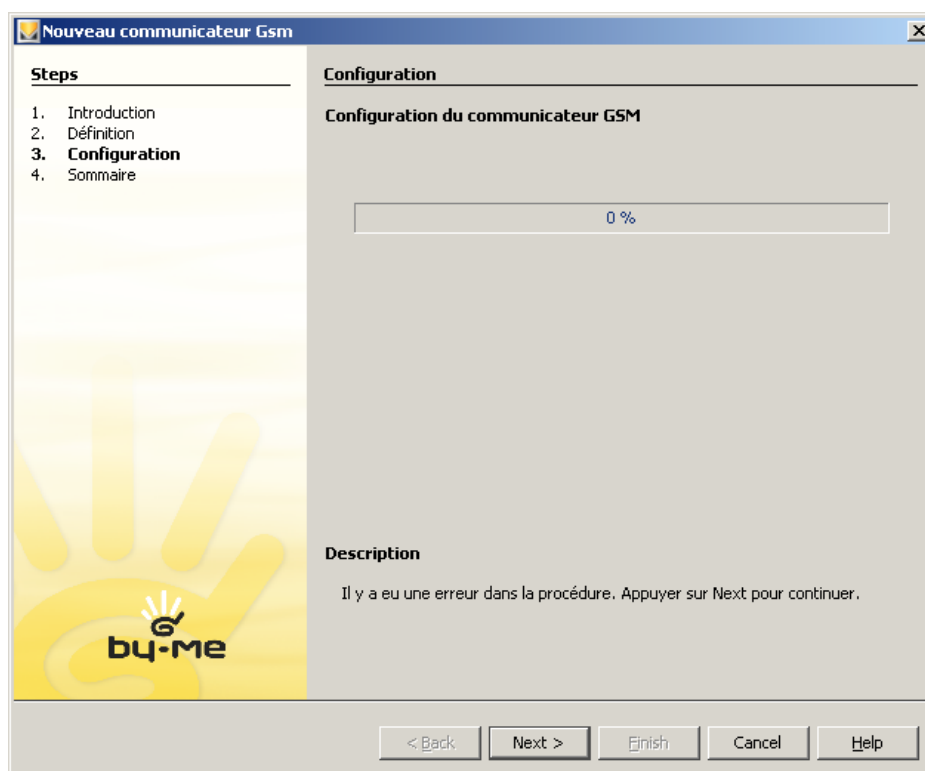 Nouveau communicateur Gsm
Steps
1. Introduction
2. Définition
3. Configuration
4. Sommaire
Configuration
Configuration du communicateur GSM
0 %
Description
Il y a eu une erreur dans la procédure. Appuyer sur Next pour continuer.
by-me
< Back
Next >
Finish
Cancel
Help